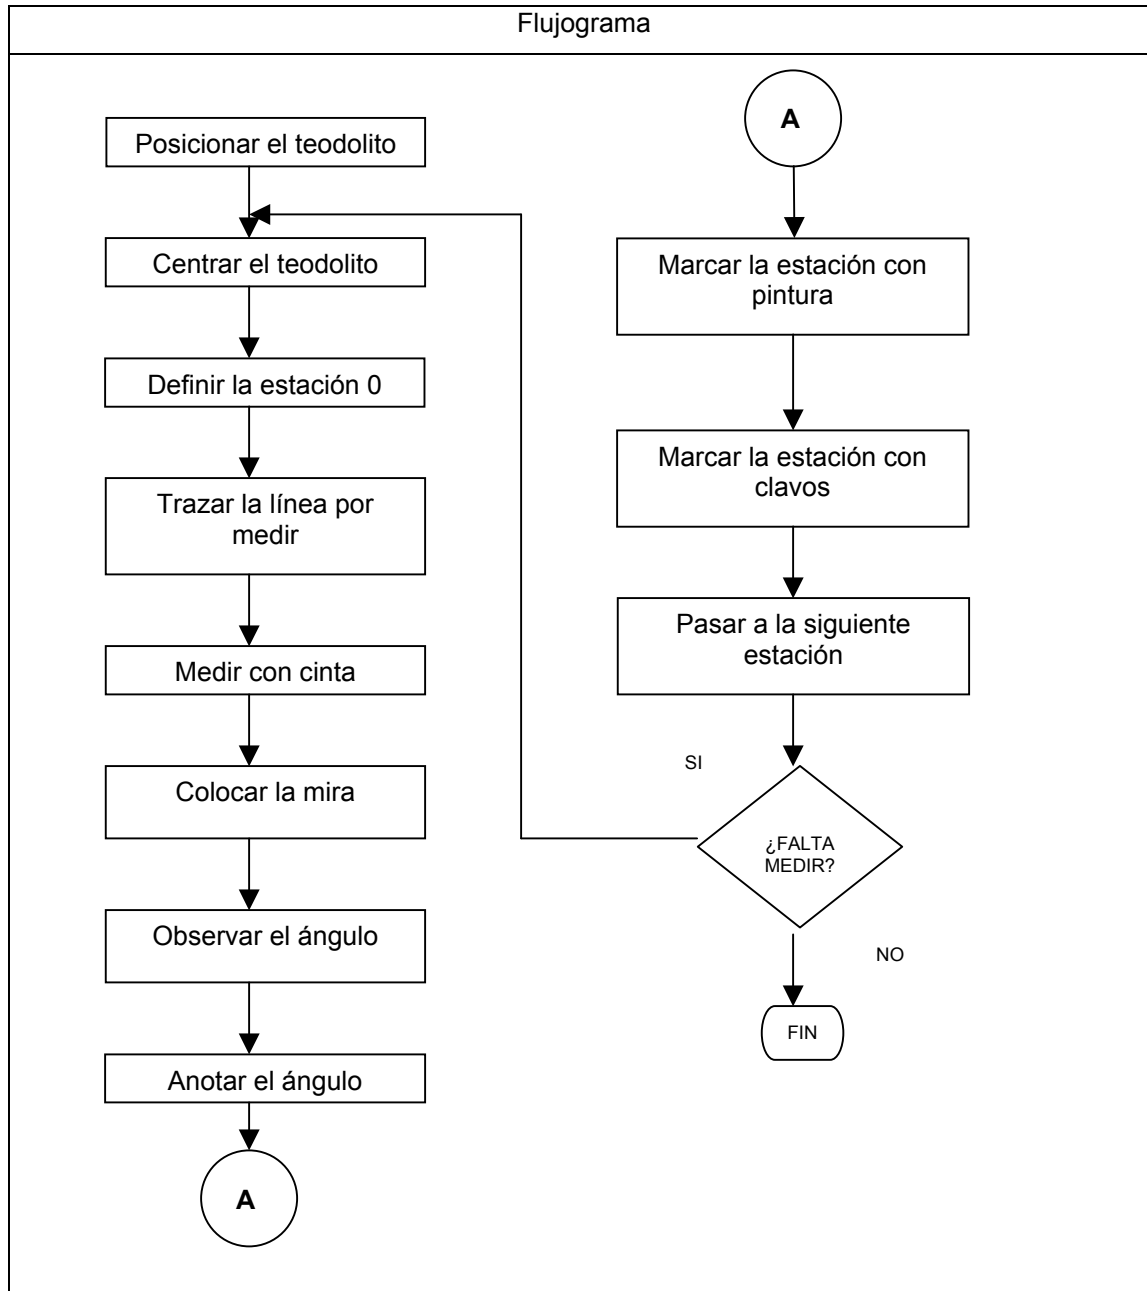 Flujograma
Posicionar el teodolito
Centrar el teodolito
Definir la estación 0
Trazar la línea por
medir
Medir con cinta
Colocar la mira
Observar el ángulo
Anotar el ángulo
A
A
Marcar la estación con
pintura
Marcar la estación con
clavos
Pasar a la siguiente
estación
SI
¿FALTA
MEDIR?
NO
FIN